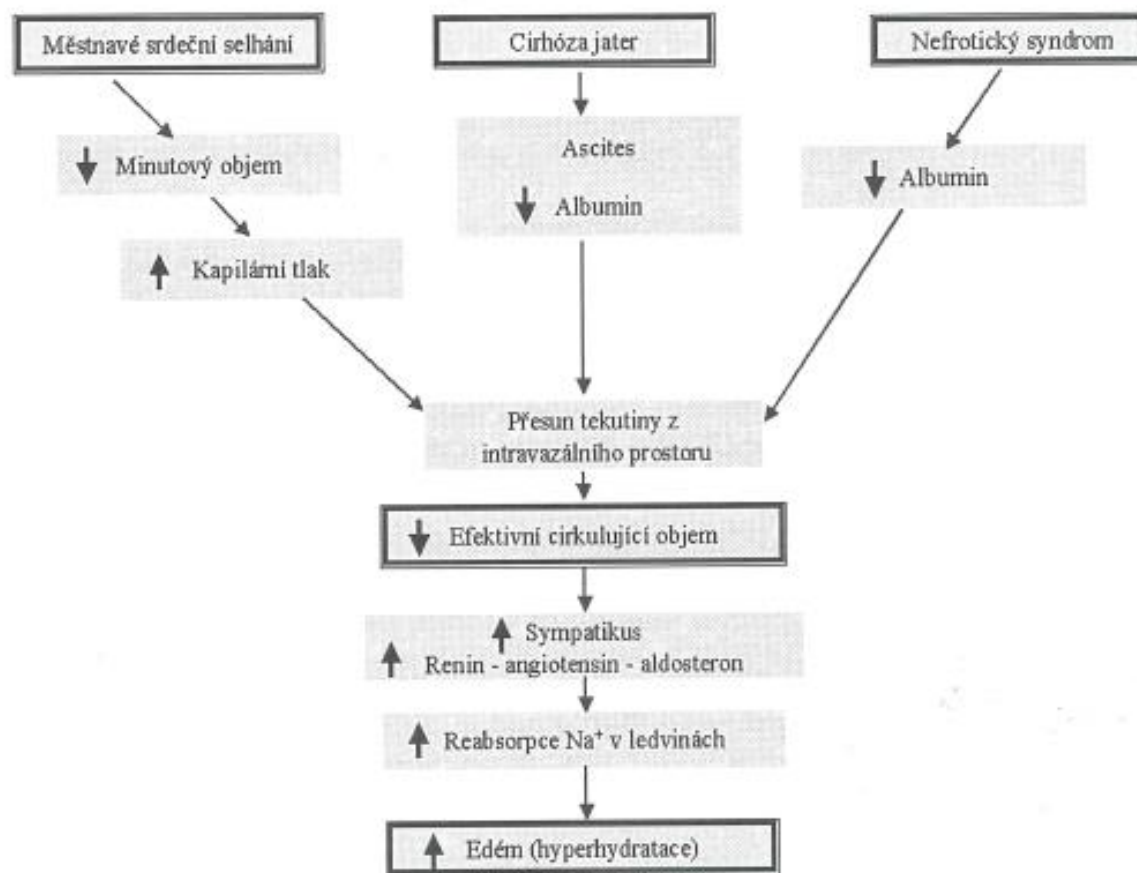 Městnavé srdeční selhání
Cirhóza jater
Nefrotický syndrom
Minutový objem
Ascites
Albumin
Albumin
Kapilární tlak
Přesun tekutiny z
intravazálního prostoru
Efektivní cirkulující objem
Sympatikus
Renin - angiotensin - aldosteron
Reabsorpce Na⁺ v ledvinách
Edém (hyperhydratace)